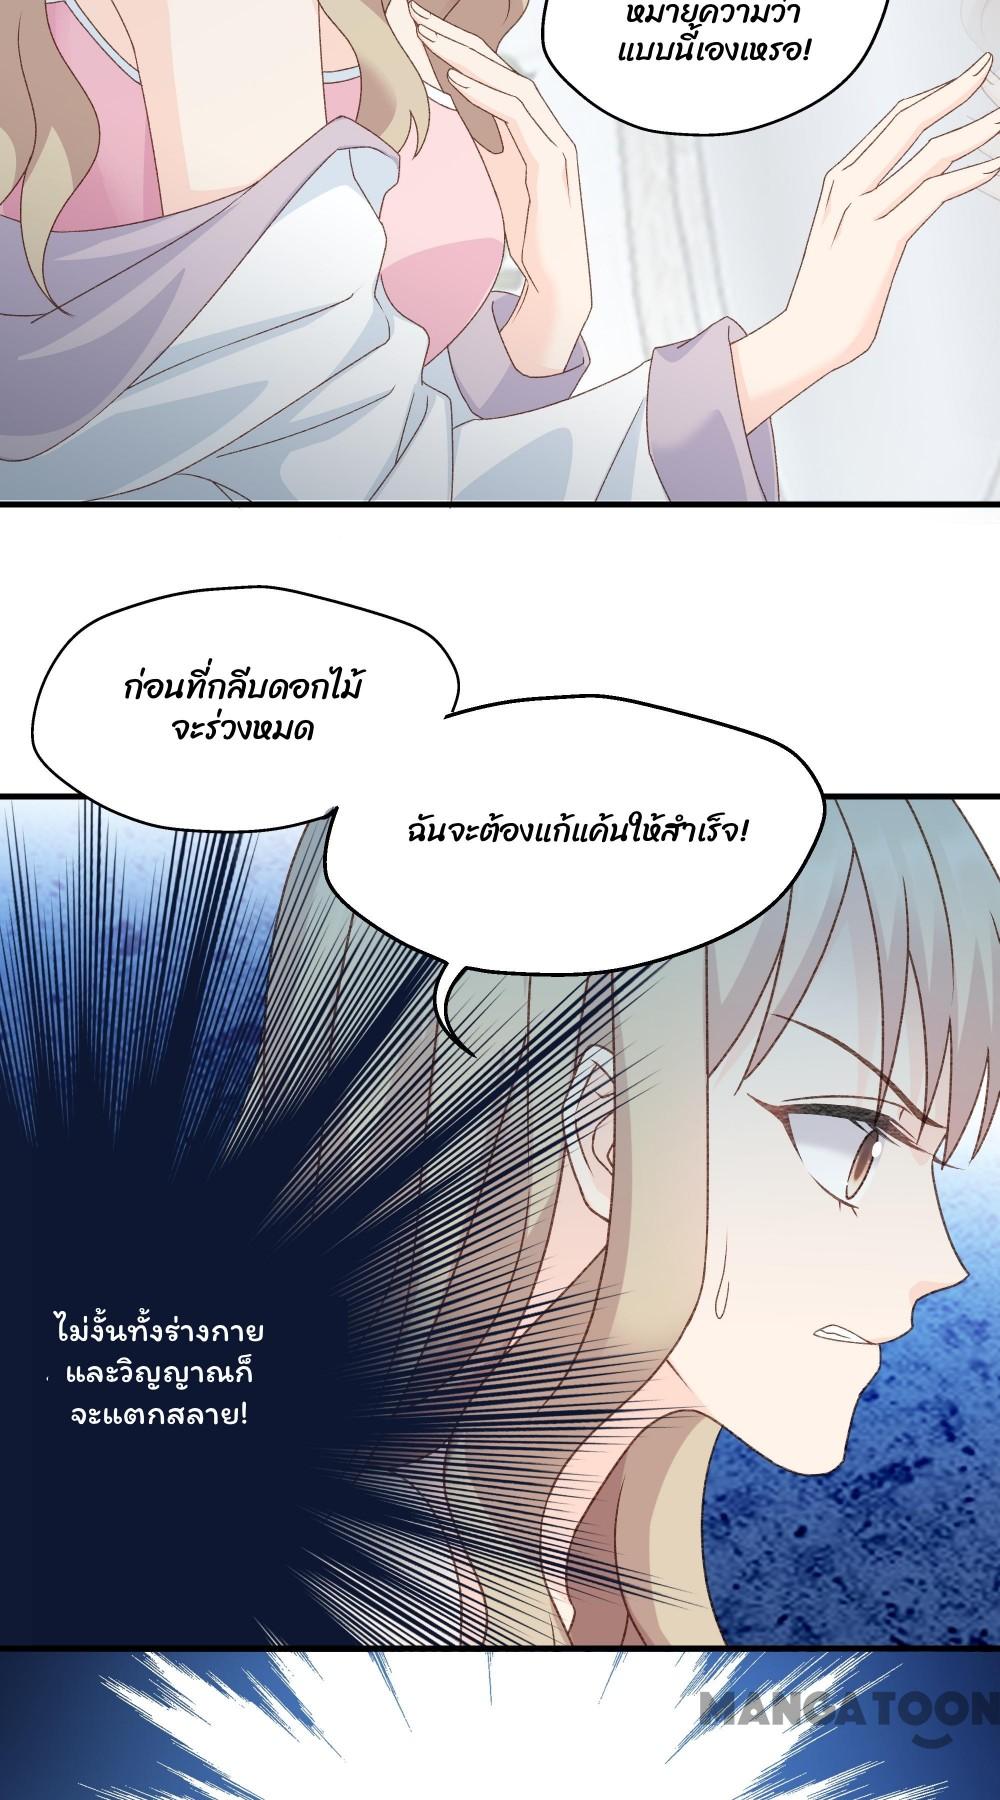 หมายความว่า
แบบนี้เองเหรอ!
ก่อนที่กลีบดอกไม้
จะร่วงหมด
ฉันจะต้องแก้แค้นให้สำเร็จ!
ไม่งั้นทั้งร่างกาย
และวิญญาณก็
จะแตกสลาย!
MANGATOON